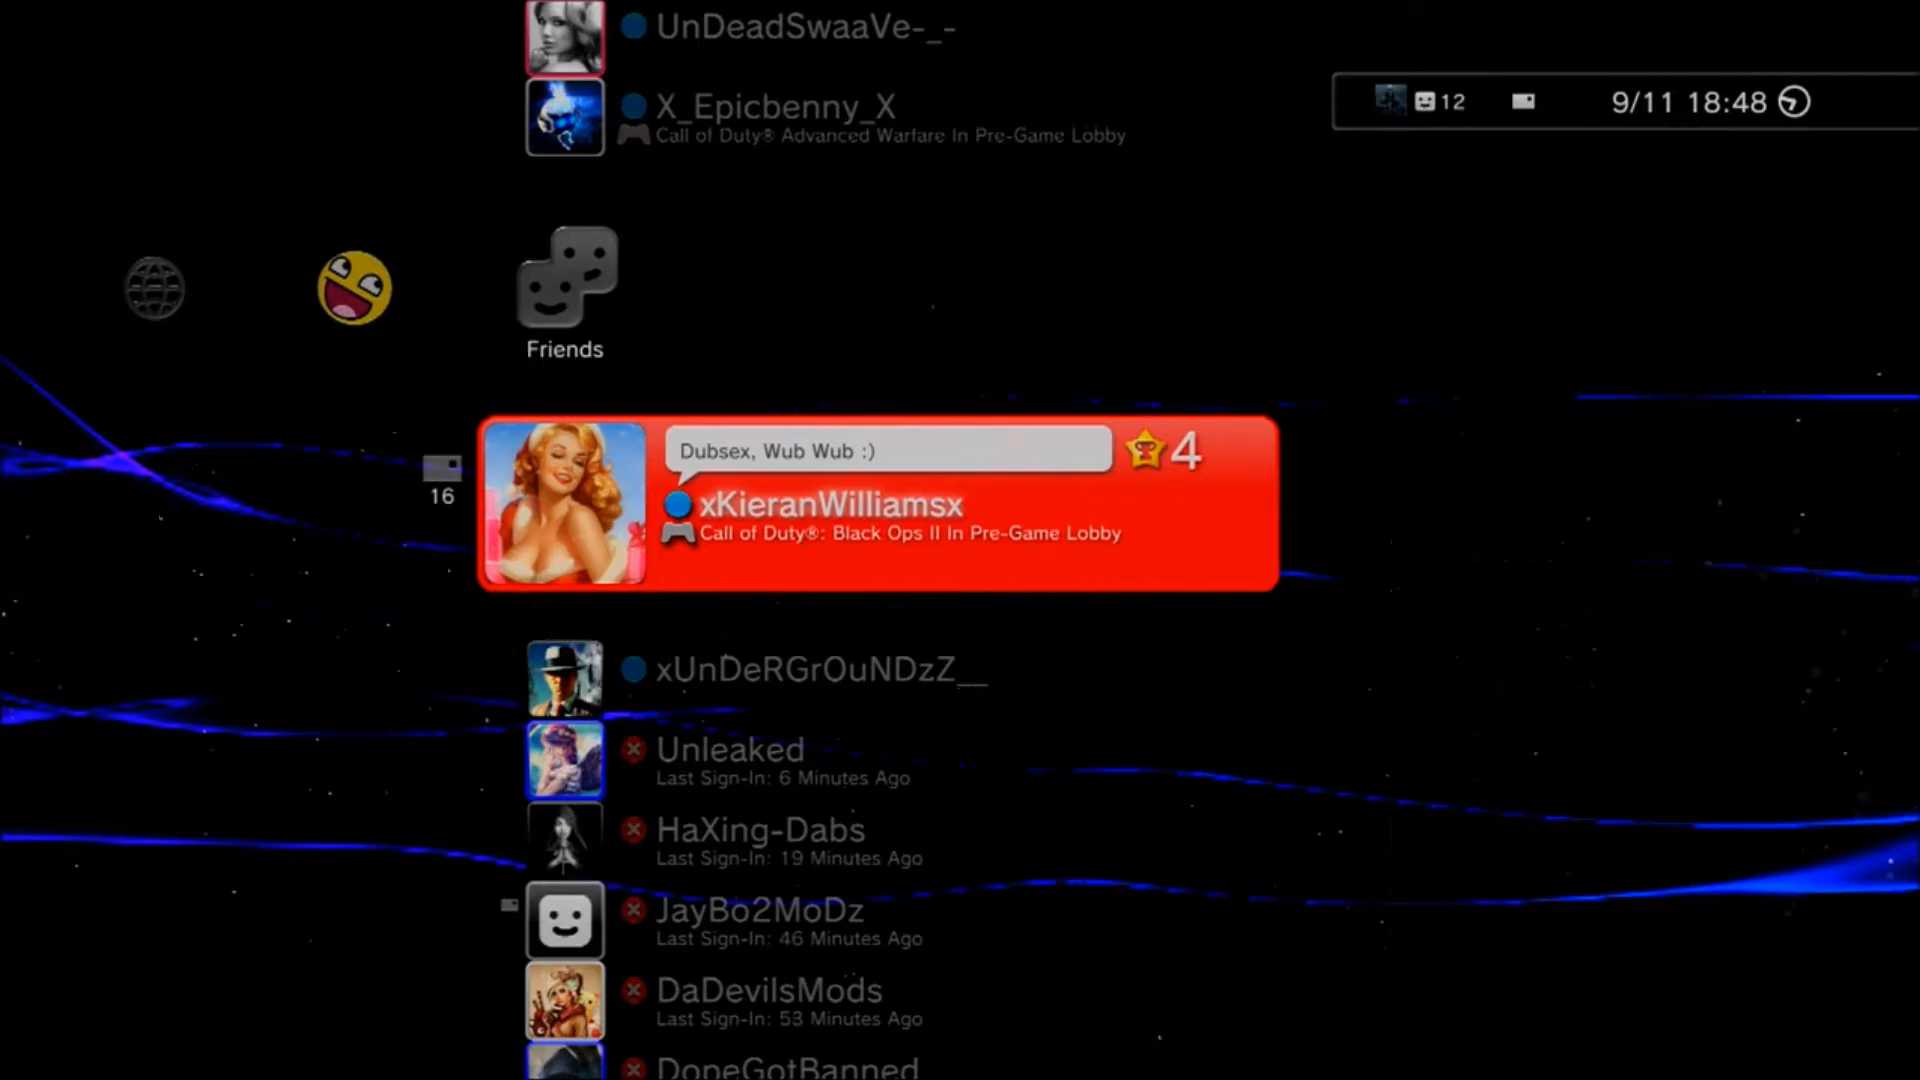 UnDeadSwaaVe-_-
X_Epicbenny_X
Call of Duty® Advanced Warfare In Pre-Game Lobby
12
9/11 18:48
Friends
16
Dubsex, Wub Wub :)
4
xKieranWilliamsx
Call of Duty®: Black Ops II In Pre-Game Lobby
xUnDeRGrOuNDzZ__
Unleaked
Last Sign-In: 6 Minutes Ago
HaXing-Dabs
Last Sign-In: 19 Minutes Ago
JayBo2MoDz
Last Sign-In: 46 Minutes Ago
DaDevilsMods
Last Sign-In: 53 Minutes Ago
DopeGotBanned